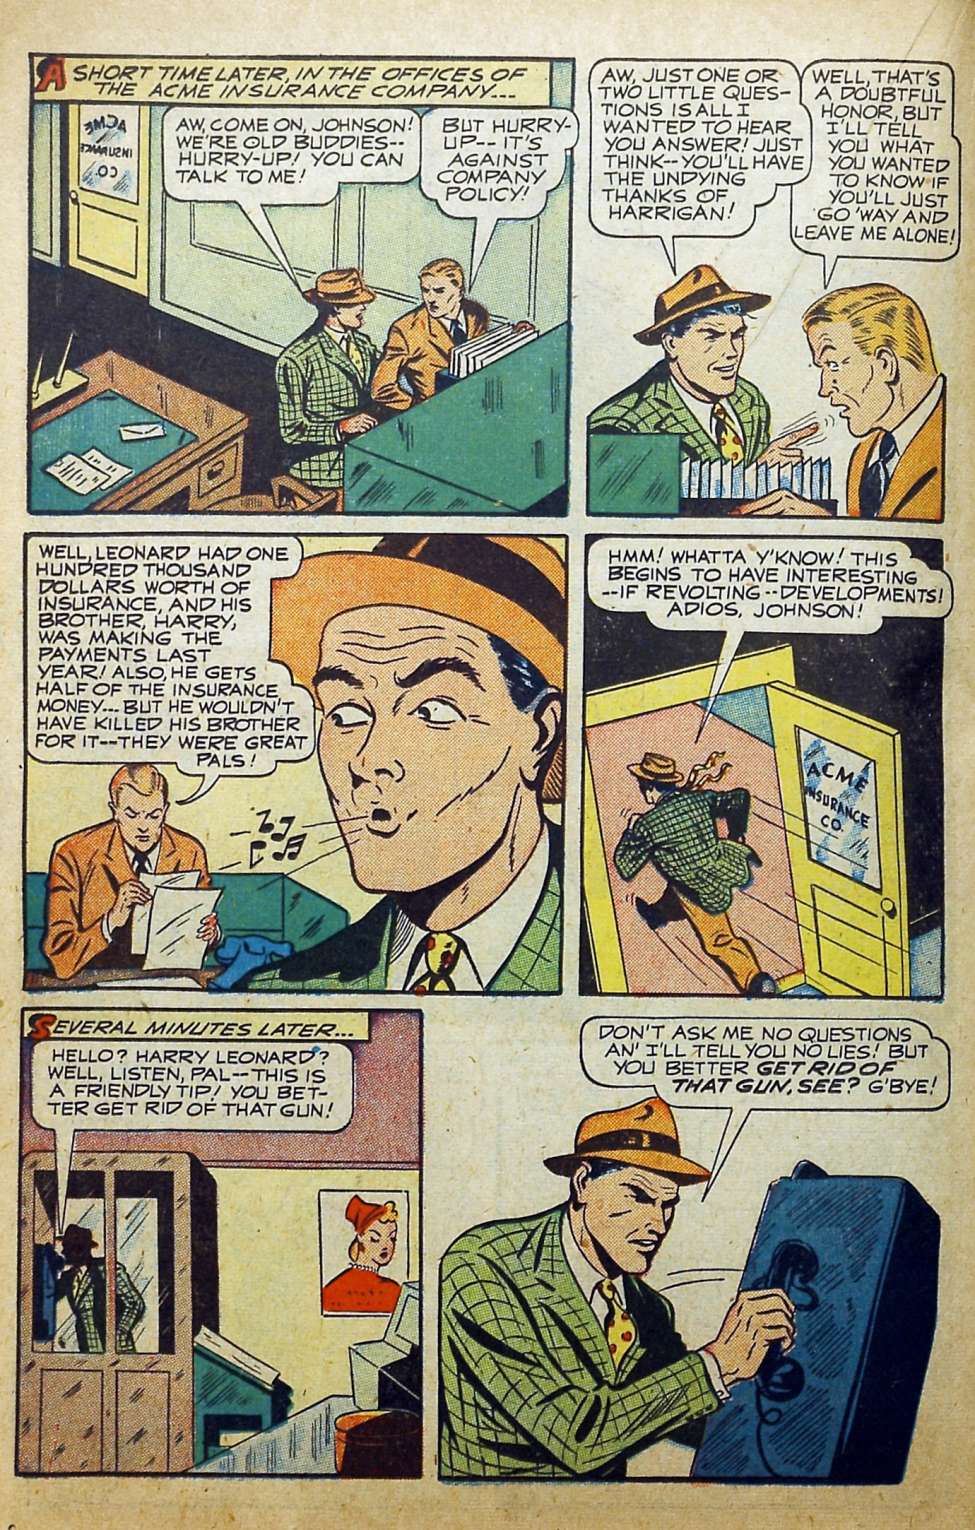 A SHORT TIME LATER, IN THE OFFICES OF
THE ACME INSURANCE COMPANY...
ACME
INSURANCE
CO.
AW, COME ON, JOHNSON!
WE'RE OLD BUDDIES--
HURRY-UP! YOU CAN
TALK TO ME!
BUT HURRY-
UP-- IT'S
AGAINST
COMPANY
POLICY!
AW, JUST ONE OR
TWO LITTLE QUES-
TIONS IS ALL I
WANTED TO HEAR
YOU ANSWER! JUST
THINK-- YOU'LL HAVE
THE UNDYING
THANKS OF
HARRIGAN!
WELL, THAT'S
A DOUBTFUL
HONOR, BUT
I'LL TELL
YOU WHAT
YOU WANTED
TO KNOW IF
YOU'LL JUST
GO 'WAY AND
LEAVE ME ALONE!
WELL, LEONARD HAD ONE
HUNDRED THOUSAND
DOLLARS WORTH OF
INSURANCE, AND HIS
BROTHER, HARRY,
WAS MAKING THE
PAYMENTS LAST
YEAR! ALSO, HE GETS
HALF OF THE INSURANCE
MONEY... BUT HE WOULDN'T
HAVE KILLED HIS BROTHER
FOR IT-- THEY WERE GREAT
PALS!
HMM! WHATTA Y'KNOW! THIS
BEGINS TO HAVE INTERESTING
--IF REVOLTING--DEVELOPMENTS!
ADIOS, JOHNSON!
ACME
INSURANCE
CO.
SEVERAL MINUTES LATER...
HELLO? HARRY LEONARD?
WELL, LISTEN, PAL-- THIS IS
A FRIENDLY TIP! YOU BET-
TER GET RID OF THAT GUN!
DON'T ASK ME NO QUESTIONS
AN' I'LL TELL YOU NO LIES! BUT
YOU BETTER GET RID OF
THAT GUN, SEE? G'BYE!